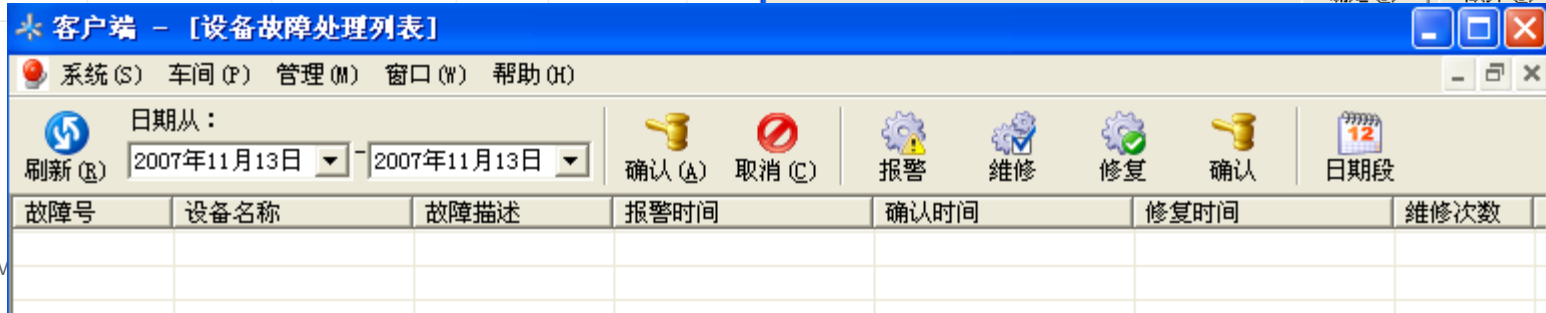 客户端 - [设备故障处理列表]
系统(S) 车间(P) 管理(M) 窗口(W) 帮助(H)
日期从：
2007年11月13日 - 2007年11月13日
刷新(R) 确认(A) 取消(C) 报警 維修 修复 确认 12 日期段
故障号 设备名称 故障描述 报警时间 确认时间 修复时间 維修次数